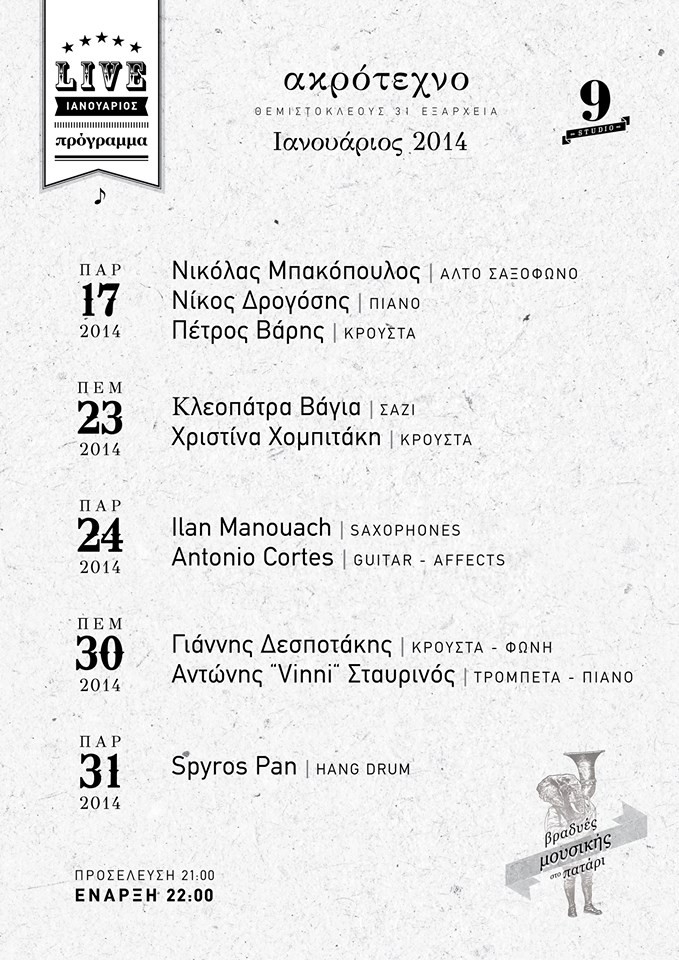 LIVE
ΙΑΝΟΥΑΡΙΟΣ
πρόγραμμα
ακρότεχνο
ΘΕΜΙΣΤΟΚΛΕΟΥΣ 31 ΕΞΑΡΧΕΙΑ
Ιανουάριος 2014
9
STUDIO
ΠΑΡ
17
2014
Νικόλας Μπακόπουλος | ΑΛΤΟ ΣΑΞΟΦΩΝΟ
Νίκος Δρογόσης | ΠΙΑΝΟ
Πέτρος Βάρης | ΚΡΟΥΣΤΑ
ΠΕΜ
23
2014
Κλεοπάτρα Βάγια | ΣΑΖΙ
Χριστίνα Χομπιτάκη | ΚΡΟΥΣΤΑ
ΠΑΡ
24
2014
Ilan Manouach | SAXOPHONES
Antonio Cortes | GUITAR - AFFECTS
ΠΕΜ
30
2014
Γιάννης Δεσποτάκης | ΚΡΟΥΣΤΑ - ΦΩΝΗ
Αντώνης "Vinni" Σταυρινός | ΤΡΟΜΠΕΤΑ - ΠΙΑΝΟ
ΠΑΡ
31
2014
Spyros Pan | HANG DRUM
βραδυές
μουσικής
στο πατάρι
ΠΡΟΣΕΛΕΥΣΗ 21:00
ΕΝΑΡΞΗ 22:00